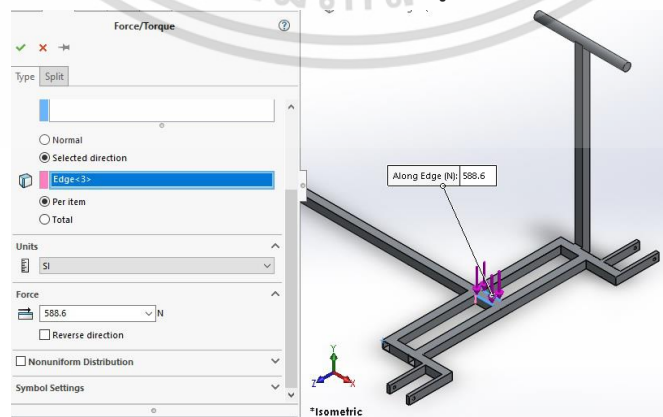 Force/Torque
Type Split
Normal
Selected direction
Edge<3>
Per item
Total
Units
SI
Force
588.6 N
Reverse direction
Nonuniform Distribution
Symbol Settings
Along Edge (N): 588.6
Y
Z X
*Isometric